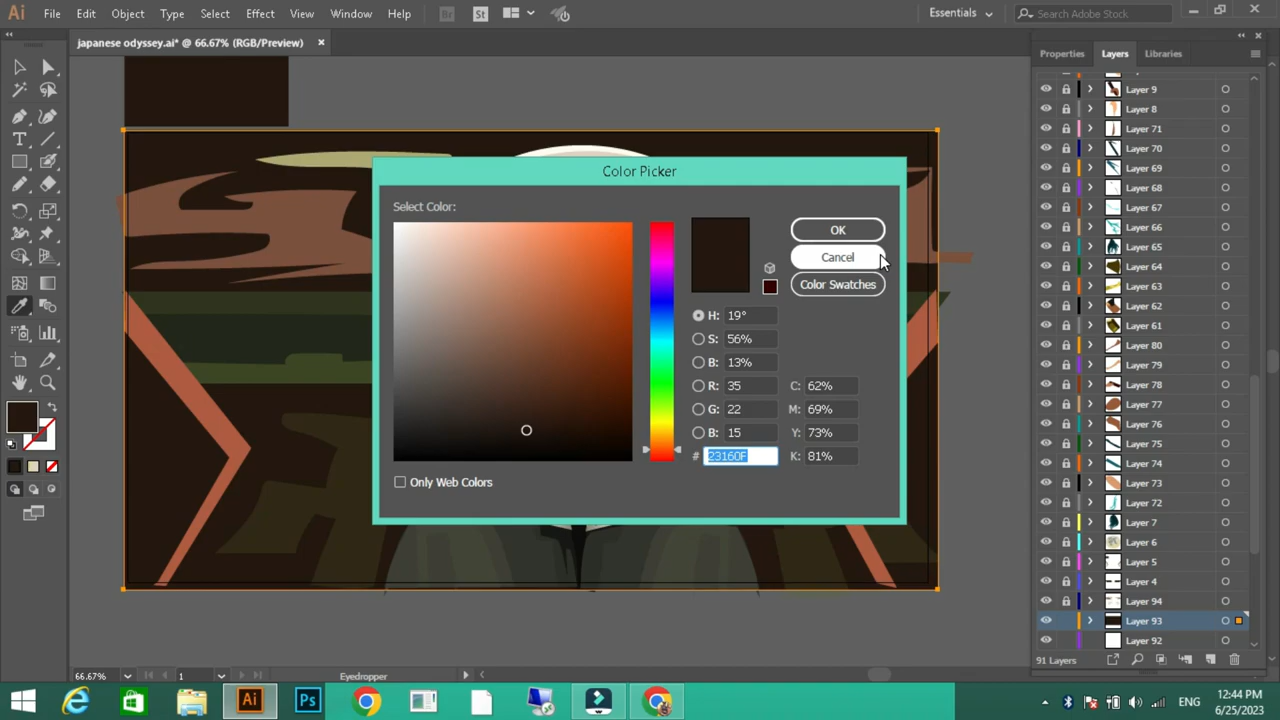 Ai File Edit Object Type Select Effect View Window Help Br St Essentials Search Adobe Stock
japanese odyssey.ai* @ 66.67% (RGB/Preview) ×
Properties Layers Libraries
Layer 9
Layer 8
Layer 71
Layer 70
Layer 69
Layer 68
Layer 67
Layer 66
Layer 65
Layer 64
Layer 63
Layer 62
Layer 61
Layer 80
Layer 79
Layer 78
Layer 77
Layer 76
Layer 75
Layer 74
Layer 73
Layer 72
Layer 7
Layer 6
Layer 5
Layer 4
Layer 94
Layer 93
Layer 92
91 Layers
Color Picker
Select Color:
OK
Cancel
Color Swatches
H: 19°
S: 56%
B: 13%
R: 35 C: 62%
G: 22 M: 69%
B: 15 Y: 73%
# 23160F K: 81%
Only Web Colors
66.67% 1 Eyedropper
Ai Ps ENG 12:44 PM
6/25/2023